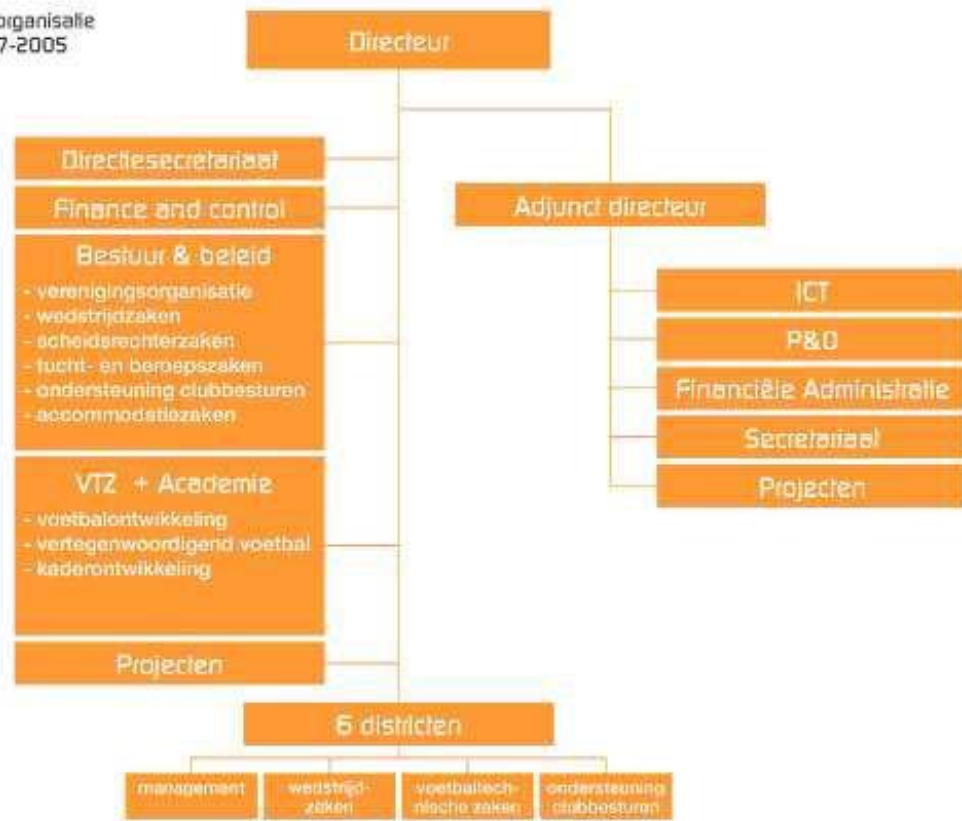 organisatie
7-2005
Directeur
Directiesecretariaat
Finance and control
Bestuur & beleid
- verenigingsorganisatie
- wedstrijdzaken
- scheidsrechterzaken
- tucht- en beroepszaken
- ondersteuning clubbesturen
- accommodatiezaken
VTZ + Academie
- voetbalontwikkeling
- vertegenwoordigend voetbal
- kaderontwikkeling
Projecten
Adjunct directeur
ICT
P&O
Financiële Administratie
Secretariaat
Projecten
6 districten
management
wedstrijd-
zaken
voetbaltech-
nische zaken
ondersteuning
clubbesturen